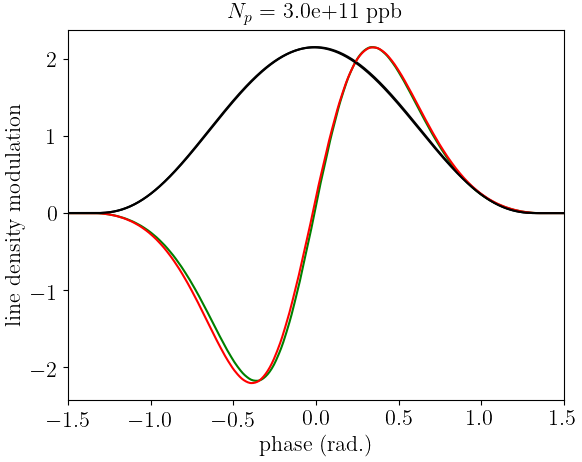 N_p = 3.0e+11 ppb
line density modulation
2
1
0
−1
−2
−1.5 −1.0 −0.5 0.0 0.5 1.0 1.5
phase (rad.)